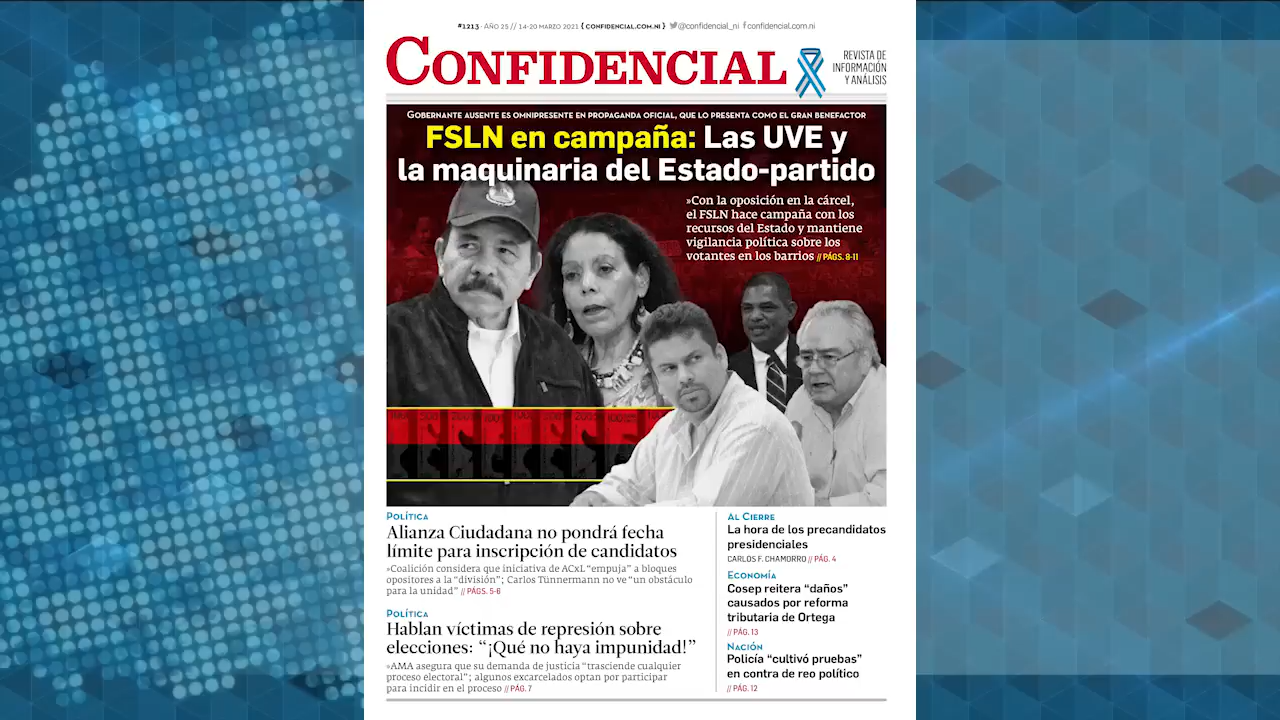 #1213 · AÑO 25 // 14-20 MARZO 2021 { CONFIDENCIAL.COM.NI } @confidencial_ni confidencial.com.ni
CONFIDENCIAL
REVISTA DE
INFORMACIÓN
Y ANÁLISIS
GOBERNANTE AUSENTE ES OMNIPRESENTE EN PROPAGANDA OFICIAL, QUE LO PRESENTA COMO EL GRAN BENEFACTOR
FSLN en campaña: Las UVE y
la maquinaria del Estado-partido
»Con la oposición en la cárcel,
el FSLN hace campaña con los
recursos del Estado y mantiene
vigilancia política sobre los
votantes en los barrios // PÁGS. 8-11
POLÍTICA
Alianza Ciudadana no pondrá fecha
límite para inscripción de candidatos
»Coalición considera que iniciativa de ACxL “empuja” a bloques
opositores a la “división”; Carlos Tünnermann no ve “un obstáculo
para la unidad” // PÁGS. 5-6
POLÍTICA
Hablan víctimas de represión sobre
elecciones: “¡Qué no haya impunidad!”
»AMA asegura que su demanda de justicia “trasciende cualquier
proceso electoral”; algunos excarcelados optan por participar
para incidir en el proceso // PÁG. 7
AL CIERRE
La hora de los precandidatos
presidenciales
CARLOS F. CHAMORRO // PÁG. 4
ECONOMÍA
Cosep reitera “daños”
causados por reforma
tributaria de Ortega
// PÁG. 13
NACIÓN
Policía “cultivó pruebas”
en contra de reo político
// PÁG. 12